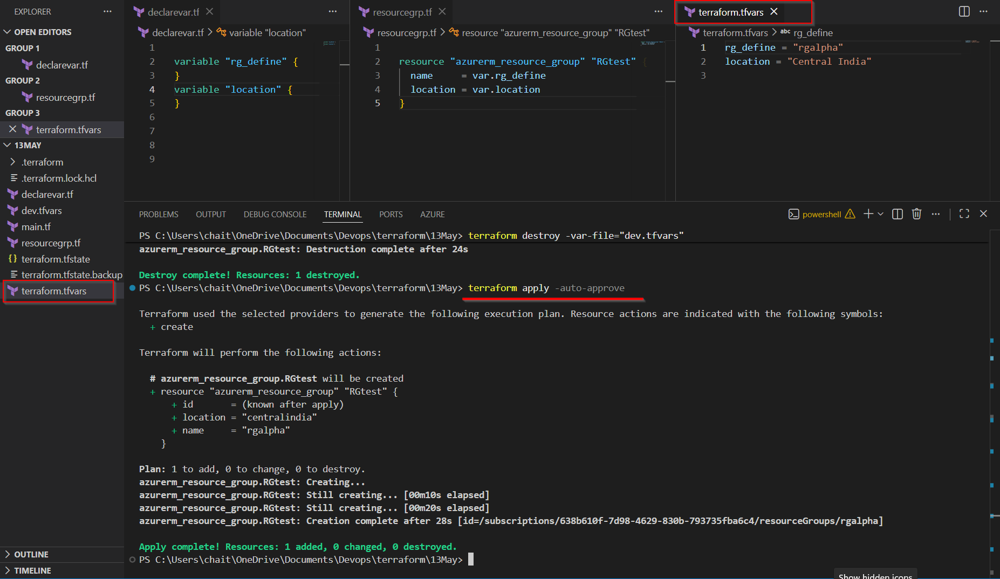 EXPLORER
OPEN EDITORS
GROUP 1
declarevar.tf
GROUP 2
resourcegrp.tf
GROUP 3
terraform.tfvars
13MAY
.terraform
.terraform.lock.hcl
declarevar.tf
dev.tfvars
main.tf
resourcegrp.tf
terraform.tfstate
terraform.tfstate.backup
terraform.tfvars
OUTLINE
TIMELINE
declarevar.tf
declarevar.tf > variable "location"
1
2 variable "rg_define" {
3 }
4 variable "location" {
5 }
6
7
8
9
resourcegrp.tf
resourcegrp.tf > resource "azurerm_resource_group" "RGtest"
1
2 resource "azurerm_resource_group" "RGtest" {
3 name     = var.rg_define
4 location = var.location
5 }
terraform.tfvars
terraform.tfvars > abc rg_define
1 rg_define = "rgalpha"
2 location = "Central India"
3
PROBLEMS OUTPUT DEBUG CONSOLE TERMINAL PORTS AZURE
powershell
PS C:\Users\chait\OneDrive\Documents\Devops\terraform\13May> terraform destroy -var-file="dev.tfvars"
azurerm_resource_group.RGtest: Destruction complete after 24s
Destroy complete! Resources: 1 destroyed.
PS C:\Users\chait\OneDrive\Documents\Devops\terraform\13May> terraform apply -auto-approve
Terraform used the selected providers to generate the following execution plan. Resource actions are indicated with the following symbols:
+ create
Terraform will perform the following actions:
# azurerm_resource_group.RGtest will be created
+ resource "azurerm_resource_group" "RGtest" {
+ id       = (known after apply)
+ location = "centralindia"
+ name     = "rgalpha"
}
Plan: 1 to add, 0 to change, 0 to destroy.
azurerm_resource_group.RGtest: Creating...
azurerm_resource_group.RGtest: Still creating... [00m10s elapsed]
azurerm_resource_group.RGtest: Still creating... [00m20s elapsed]
azurerm_resource_group.RGtest: Creation complete after 28s [id=/subscriptions/638b610f-7d98-4629-830b-793735fba6c4/resourceGroups/rgalpha]
Apply complete! Resources: 1 added, 0 changed, 0 destroyed.
PS C:\Users\chait\OneDrive\Documents\Devops\terraform\13May>
Show hidden icons